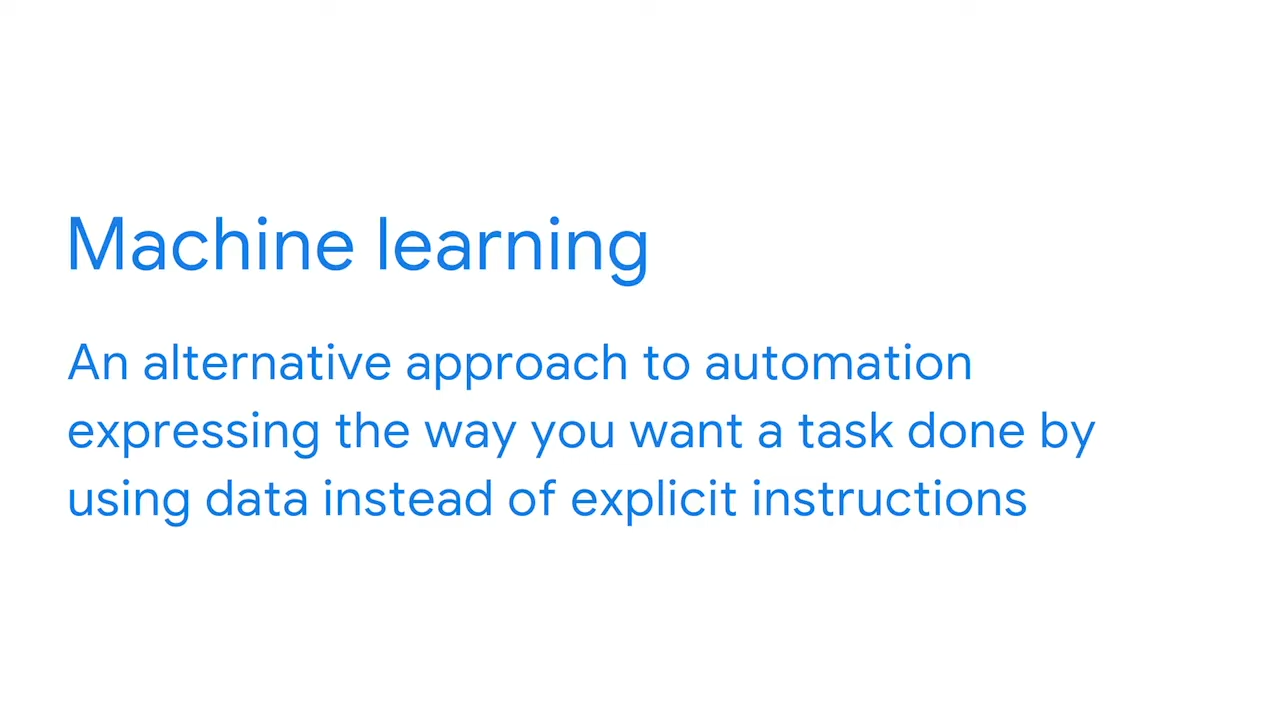 Machine learning
An alternative approach to automation
expressing the way you want a task done by
using data instead of explicit instructions